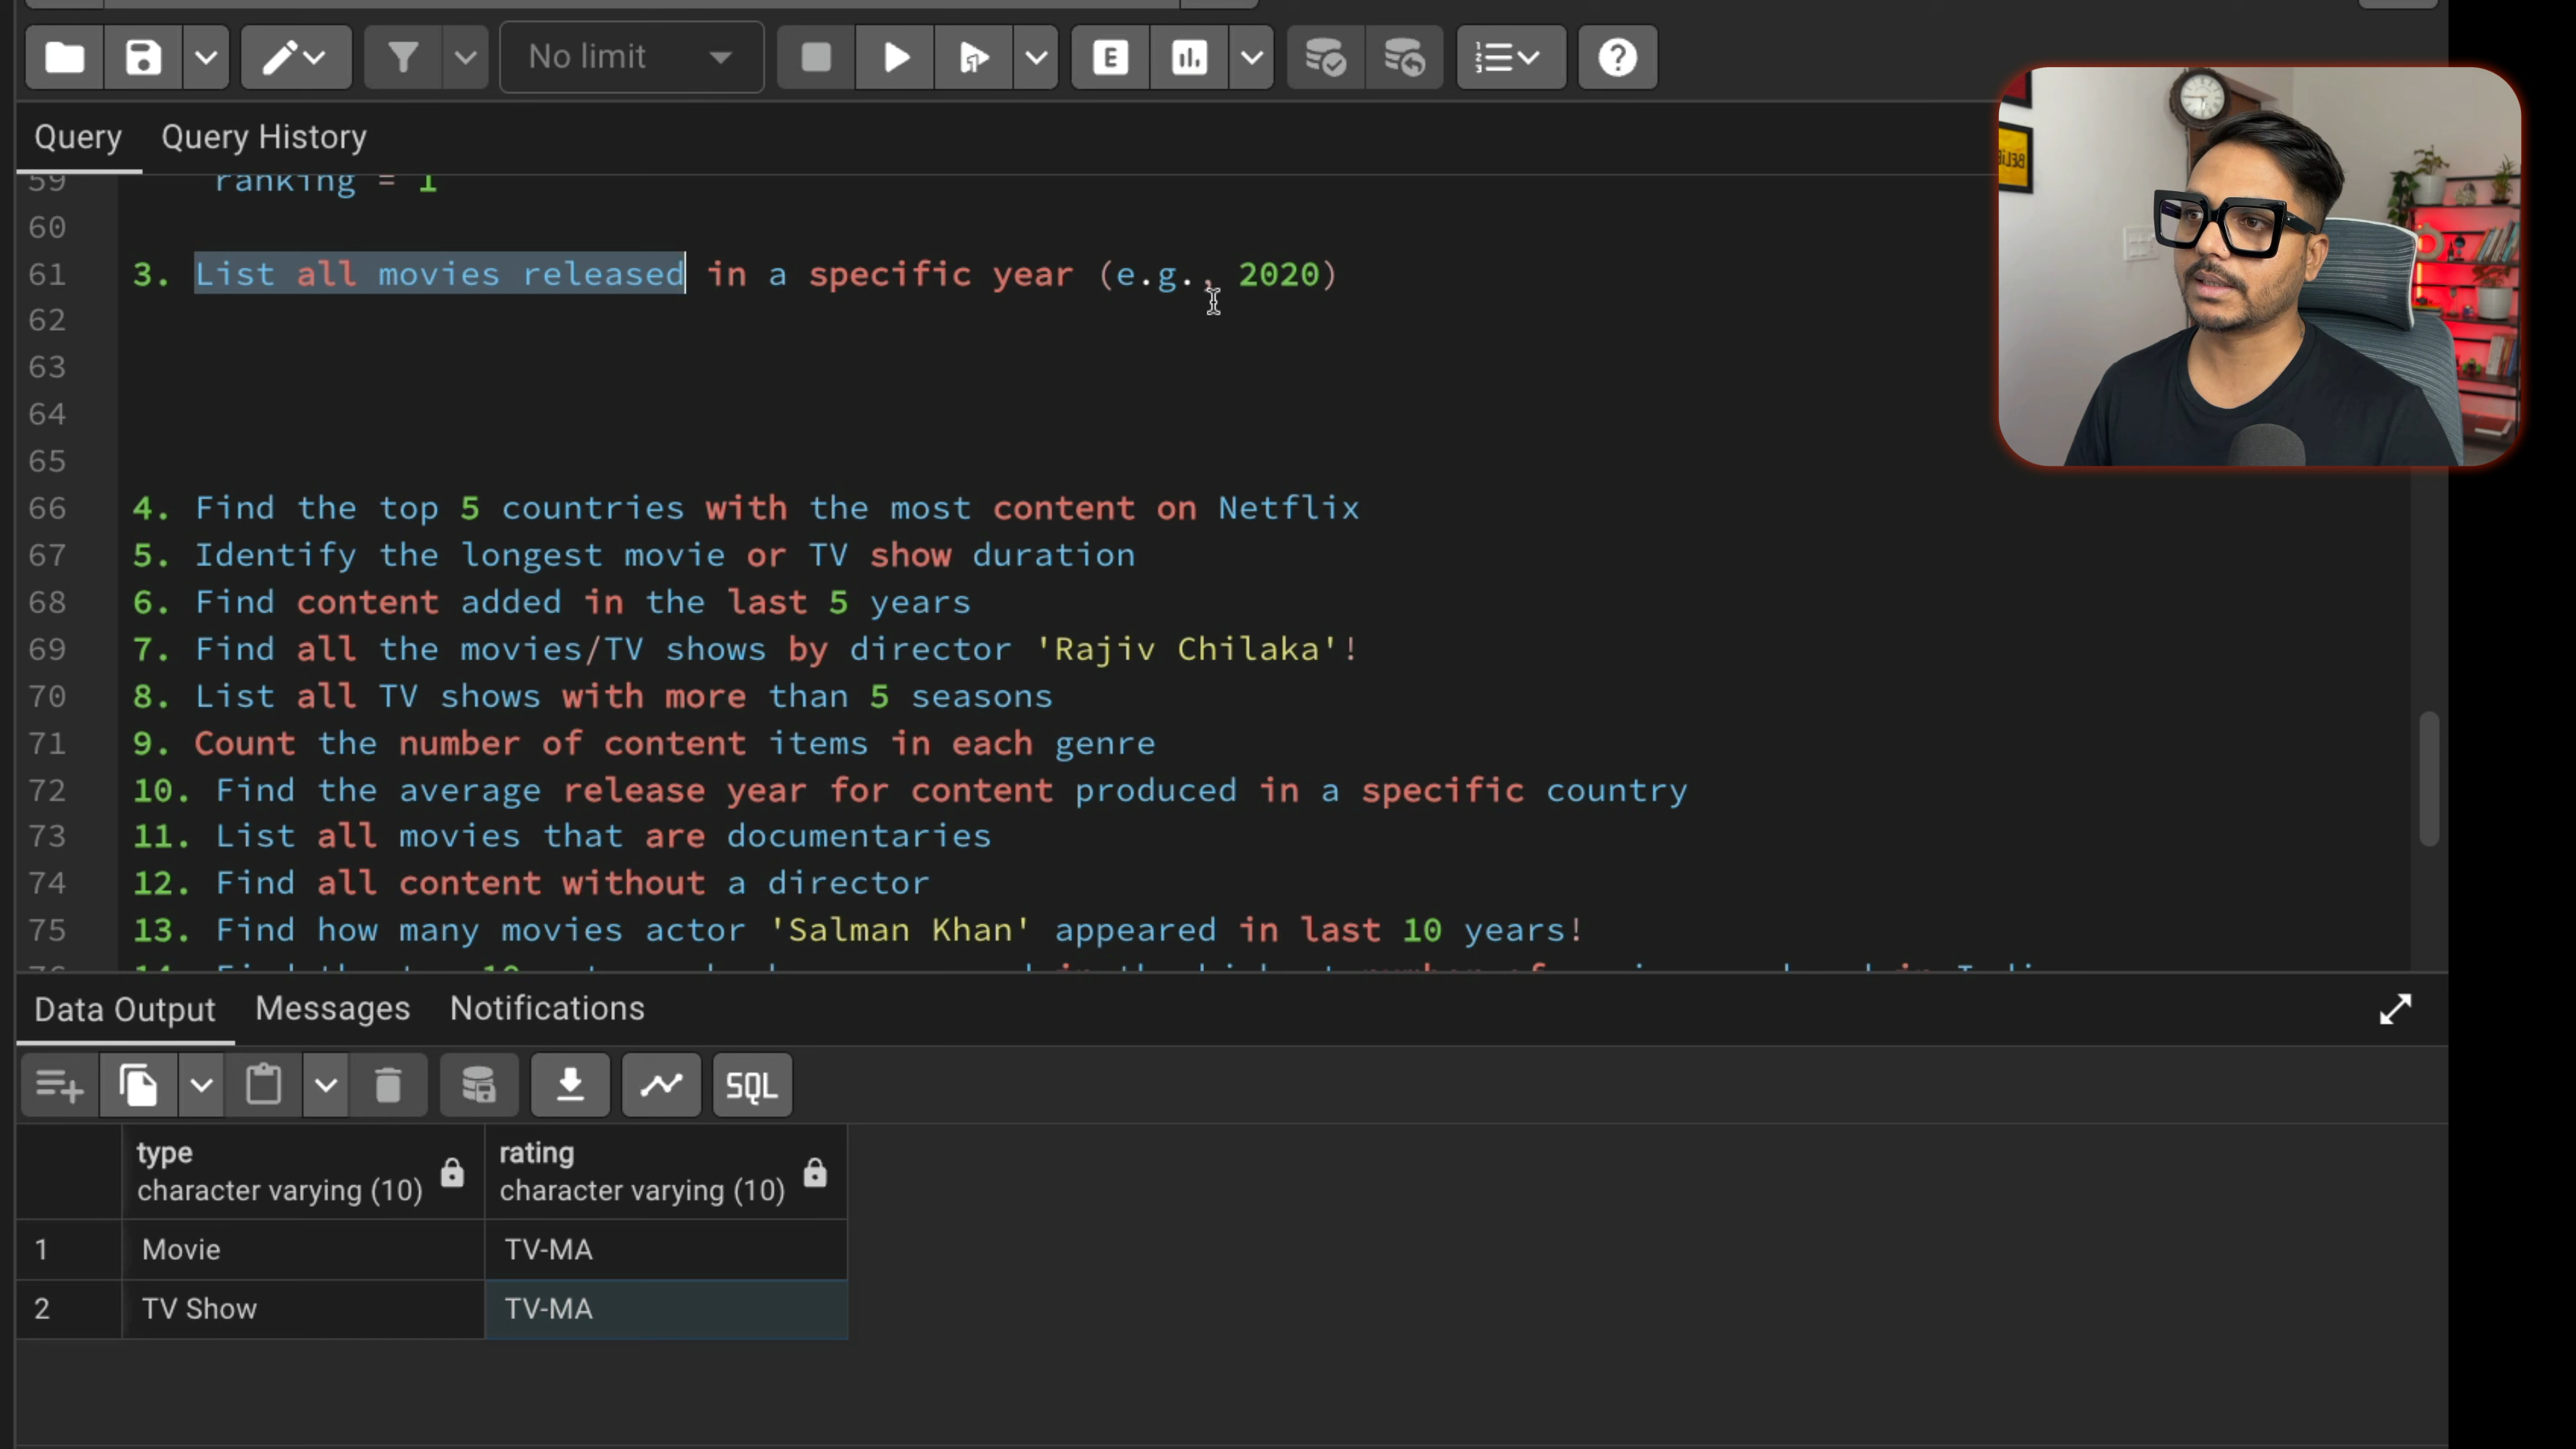 No limit
E
Query Query History
59 ranking = 1
60
61 3. List all movies released in a specific year (e.g., 2020)
62
63
64
65
66 4. Find the top 5 countries with the most content on Netflix
67 5. Identify the longest movie or TV show duration
68 6. Find content added in the last 5 years
69 7. Find all the movies/TV shows by director 'Rajiv Chilaka'!
70 8. List all TV shows with more than 5 seasons
71 9. Count the number of content items in each genre
72 10. Find the average release year for content produced in a specific country
73 11. List all movies that are documentaries
74 12. Find all content without a director
75 13. Find how many movies actor 'Salman Khan' appeared in last 10 years!
Data Output Messages Notifications
SQL
type rating
character varying (10) character varying (10)
1 Movie TV-MA
2 TV Show TV-MA